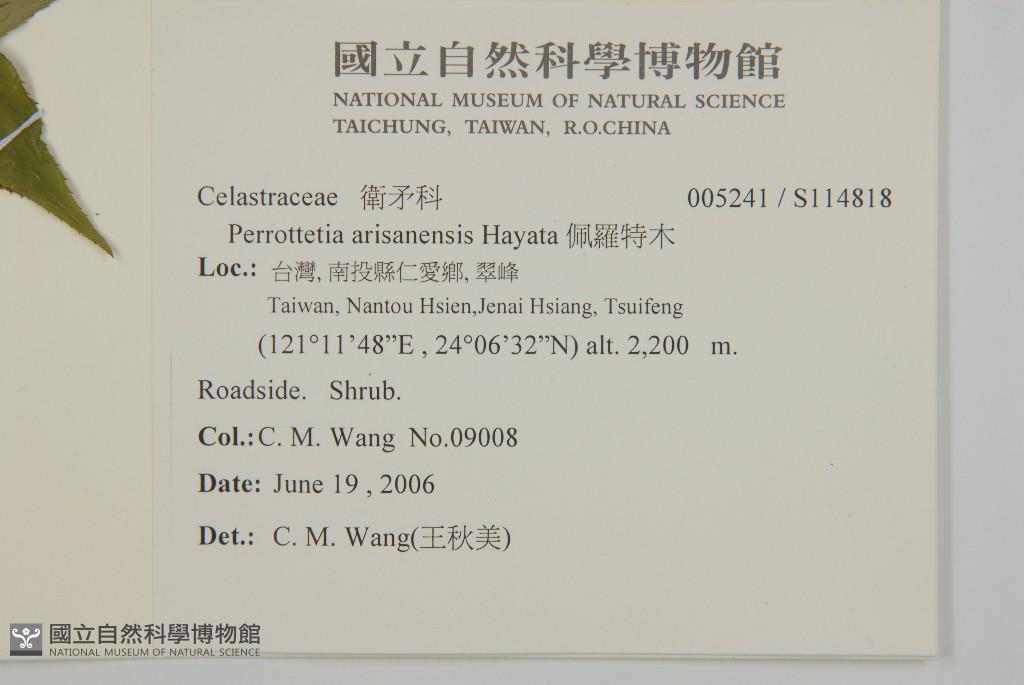 國立自然科學博物館
NATIONAL MUSEUM OF NATURAL SCIENCE
TAICHUNG, TAIWAN, R.O.CHINA
Celastraceae 衛矛科 005241 / S114818
Perrottetia arisanensis Hayata 佩羅特木
Loc.: 台灣, 南投縣仁愛鄉, 翠峰
Taiwan, Nantou Hsien,Jenai Hsiang, Tsuifeng
(121°11’48”E , 24°06’32”N) alt. 2,200 m.
Roadside. Shrub.
Col.: C. M. Wang No.09008
Date: June 19 , 2006
Det.: C. M. Wang(王秋美)
國立自然科學博物館
NATIONAL MUSEUM OF NATURAL SCIENCE